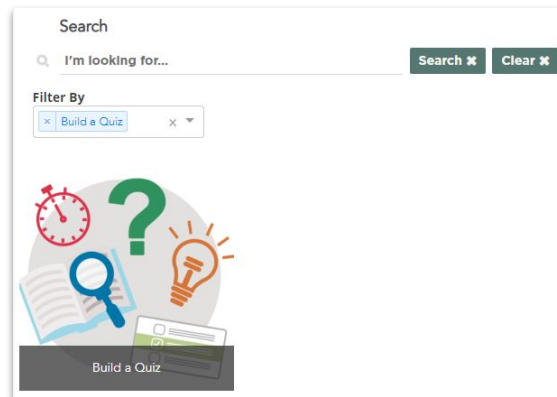 Search
I'm looking for...
Search ✖
Clear ✖
Filter By
× Build a Quiz ×
Build a Quiz